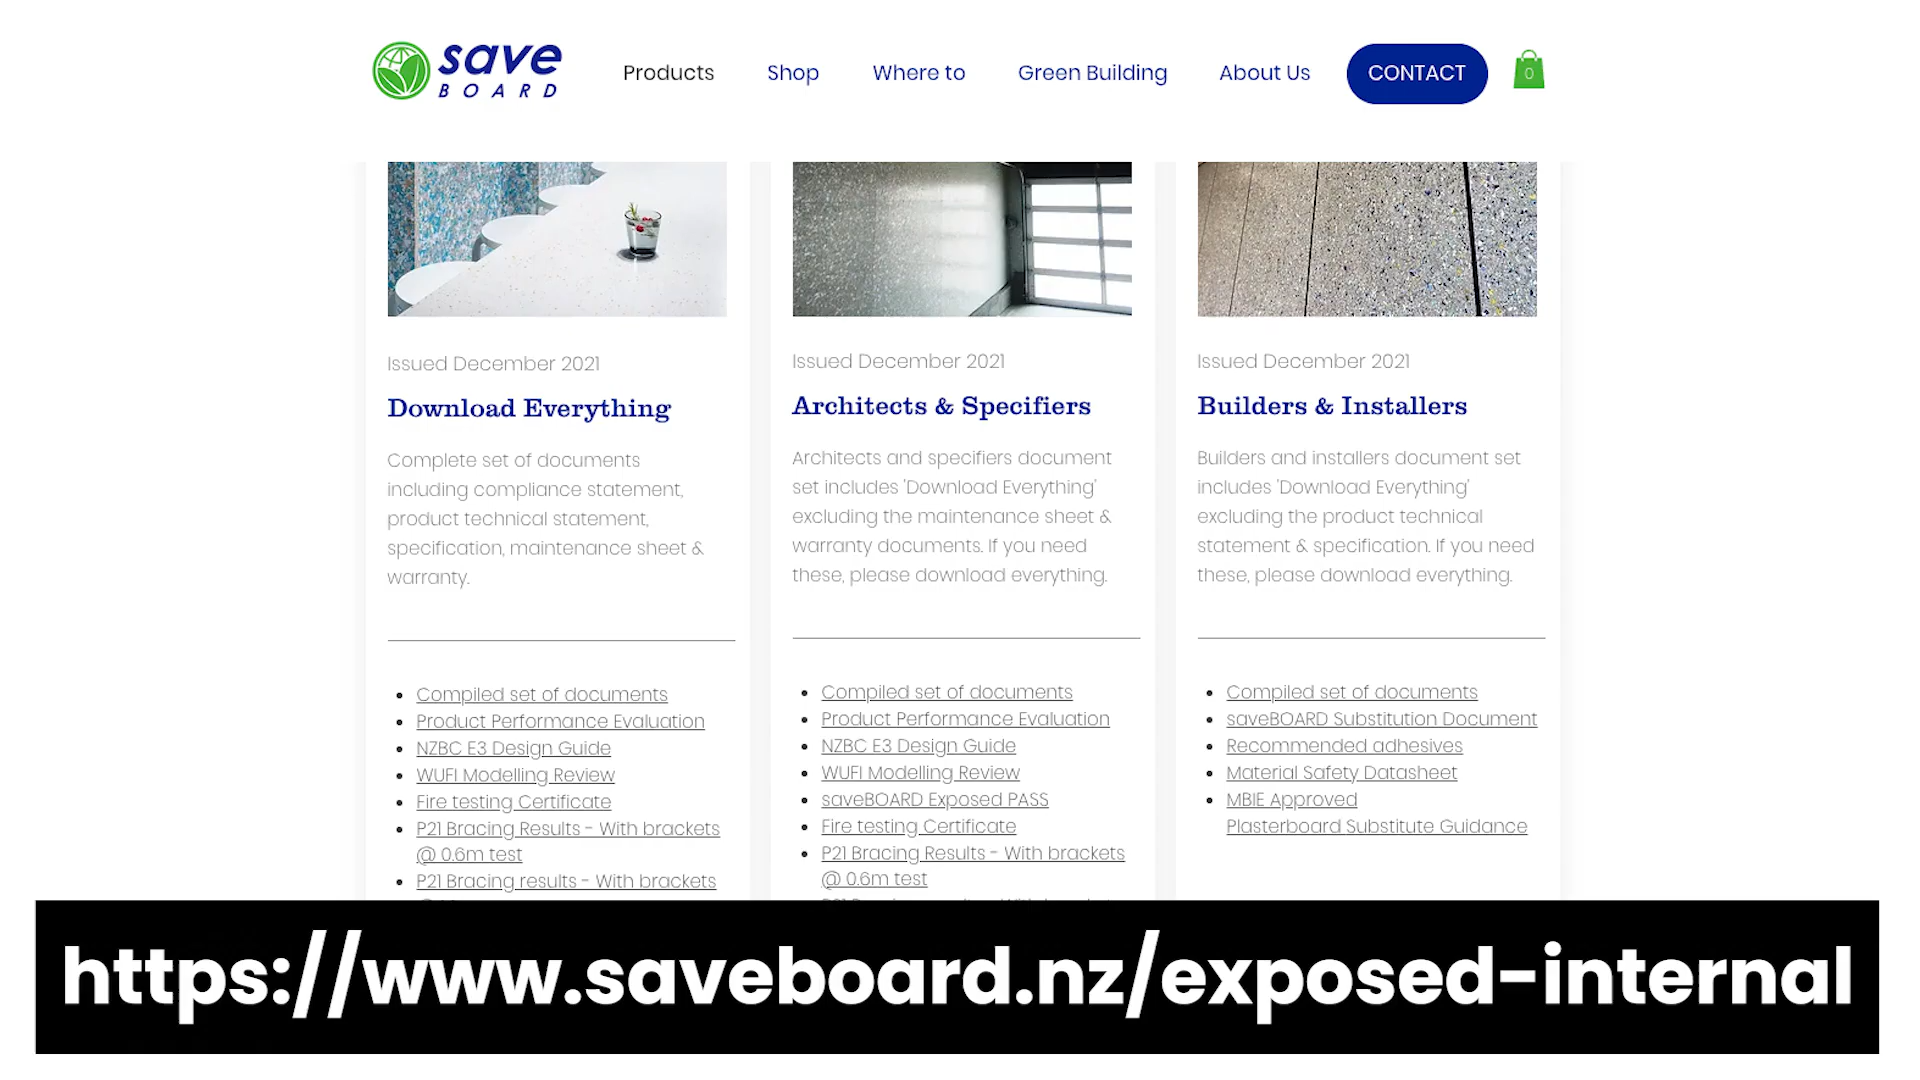 save
BOARD
Products
Shop
Where to
Green Building
About Us
CONTACT
0
Issued December 2021
Download Everything
Complete set of documents
including compliance statement,
product technical statement,
specification, maintenance sheet &
warranty.
• Compiled set of documents
• Product Performance Evaluation
• NZBC E3 Design Guide
• WUFI Modelling Review
• Fire testing Certificate
• P21 Bracing Results - With brackets
@ 0.6m test
• P21 Bracing results - With brackets
Issued December 2021
Architects & Specifiers
Architects and specifiers document
set includes 'Download Everything'
excluding the maintenance sheet &
warranty documents. If you need
these, please download everything.
• Compiled set of documents
• Product Performance Evaluation
• NZBC E3 Design Guide
• WUFI Modelling Review
• saveBOARD Exposed PASS
• Fire testing Certificate
• P21 Bracing Results - With brackets
@ 0.6m test
Issued December 2021
Builders & Installers
Builders and installers document set
includes 'Download Everything'
excluding the product technical
statement & specification. If you need
these, please download everything.
• Compiled set of documents
• saveBOARD Substitution Document
• Recommended adhesives
• Material Safety Datasheet
• MBIE Approved
Plasterboard Substitute Guidance
https://www.saveboard.nz/exposed-internal